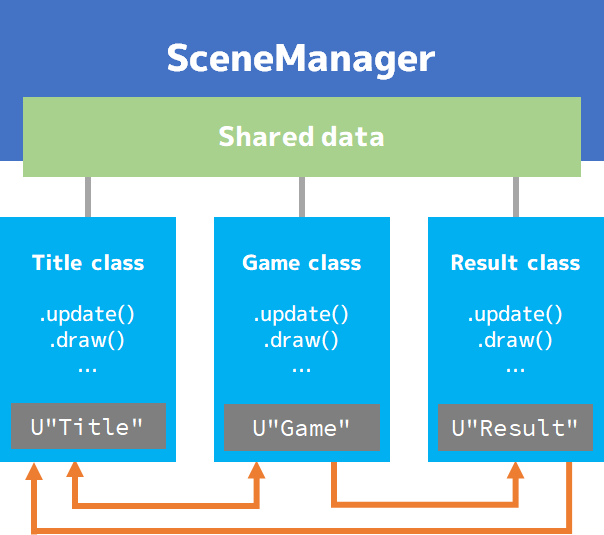 SceneManager
Shared data
Title class
.update()
.draw()
...
U"Title"
Game class
.update()
.draw()
...
U"Game"
Result class
.update()
.draw()
...
U"Result"